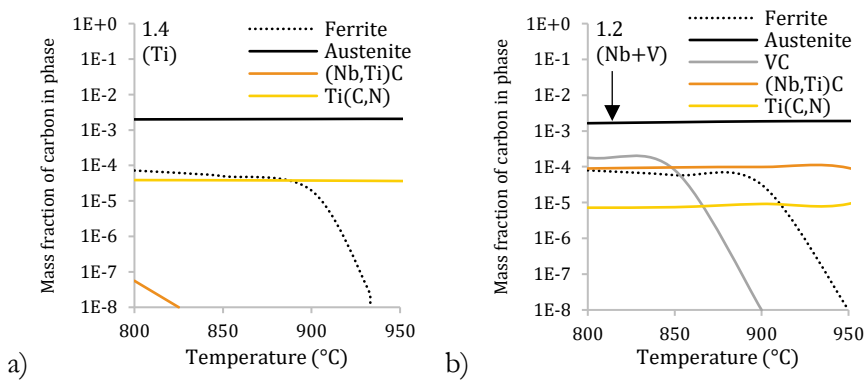 1.4
(Ti)
Ferrite
Austenite
(Nb,Ti)C
Ti(C,N)
Mass fraction of carbon in phase
1E+0
1E-1
1E-2
1E-3
1E-4
1E-5
1E-6
1E-7
1E-8
800 850 900 950
Temperature (°C)
a)
1.2
(Nb+V)
Ferrite
Austenite
VC
(Nb,Ti)C
Ti(C,N)
Mass fraction of carbon in phase
1E+0
1E-1
1E-2
1E-3
1E-4
1E-5
1E-6
1E-7
1E-8
800 850 900 950
Temperature (°C)
b)